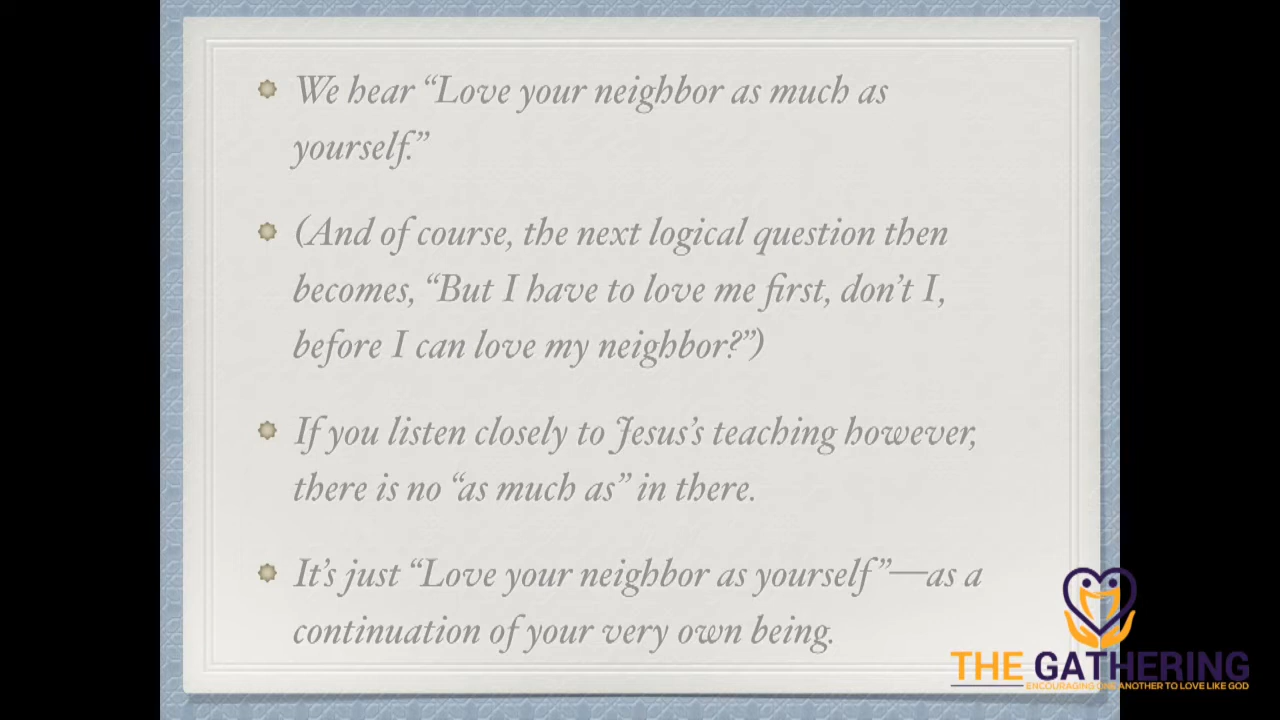 We hear “Love your neighbor as much as
yourself.”
(And of course, the next logical question then
becomes, “But I have to love me first, don’t I,
before I can love my neighbor?”)
If you listen closely to Jesus’s teaching however,
there is no “as much as” in there.
It’s just “Love your neighbor as yourself”—as a
continuation of your very own being.
THE GATHERING
ENCOURAGING ONE ANOTHER TO LOVE LIKE GOD